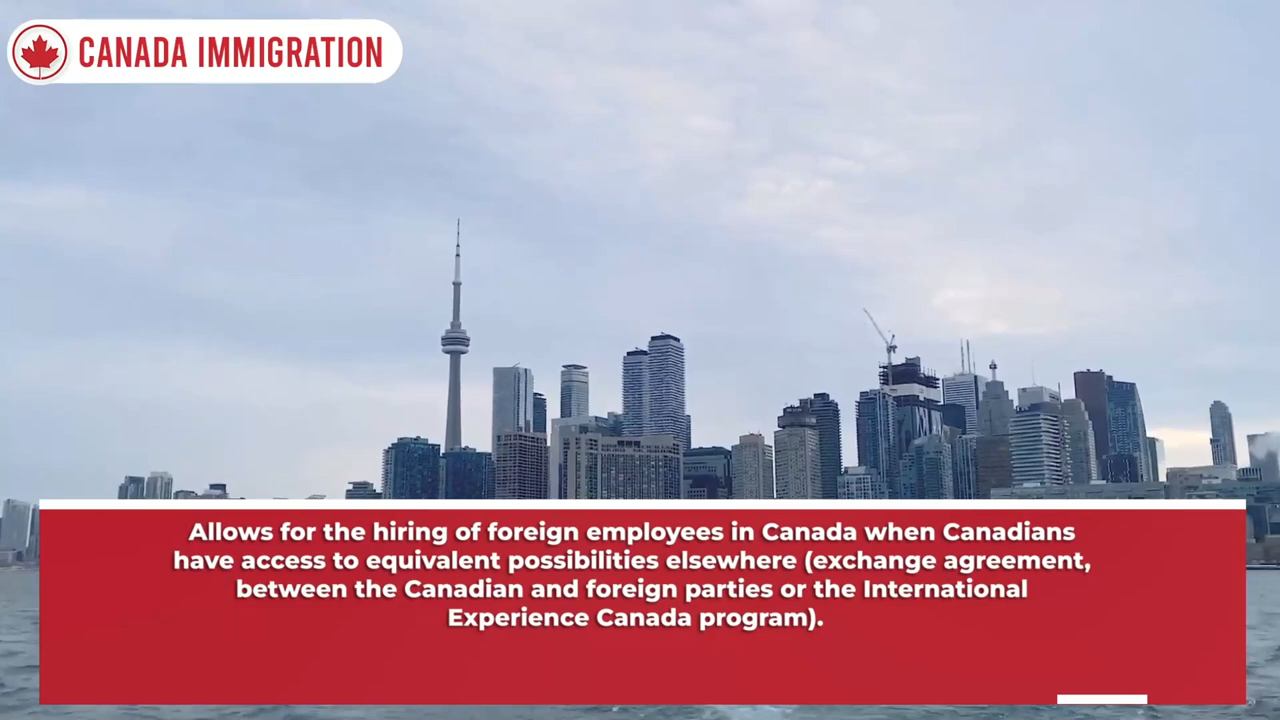 CANADA IMMIGRATION
Allows for the hiring of foreign employees in Canada when Canadians
have access to equivalent possibilities elsewhere (exchange agreement,
between the Canadian and foreign parties or the International
Experience Canada program).